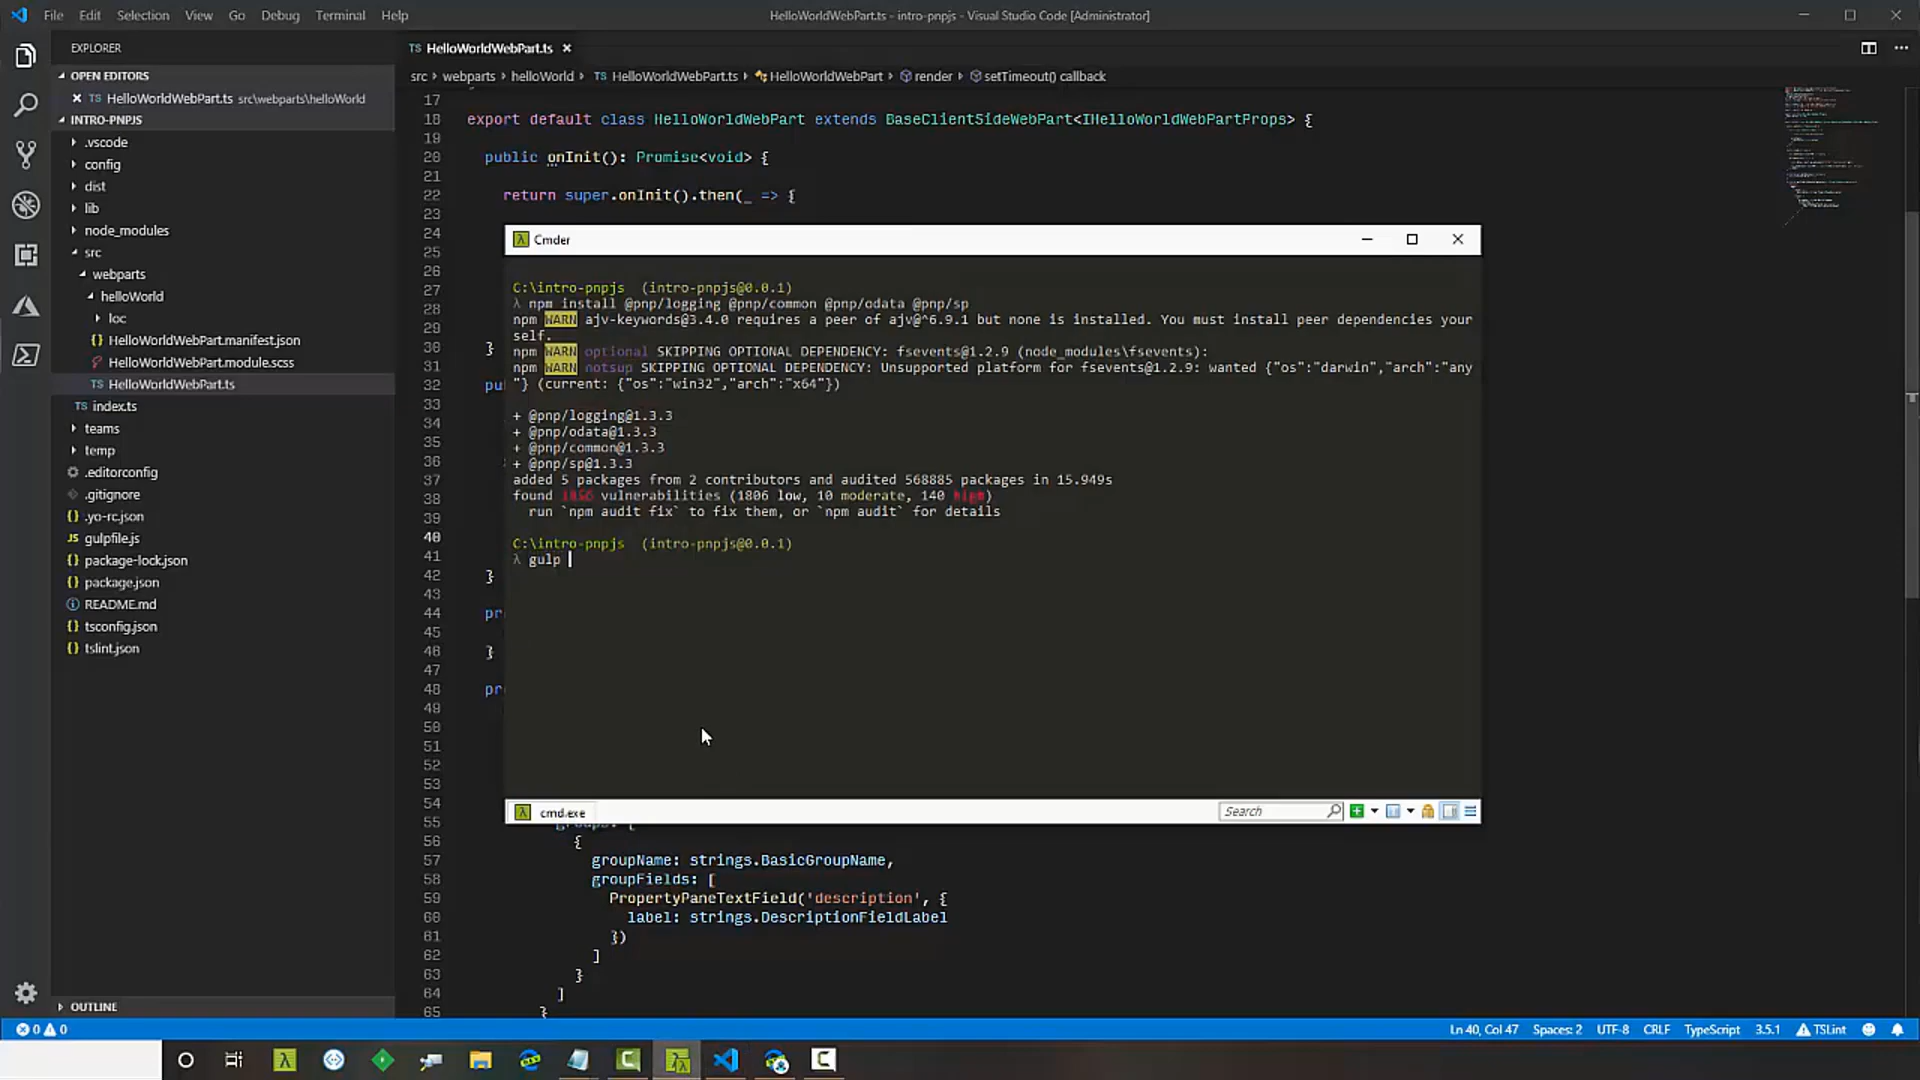 File Edit Selection View Go Debug Terminal Help
HelloWorldWebPart.ts - intro-pnpjs - Visual Studio Code [Administrator]
EXPLORER
OPEN EDITORS
TS HelloWorldWebPart.ts src\webparts\helloWorld
INTRO-PNPJS
.vscode
config
dist
lib
node_modules
src
webparts
helloWorld
loc
{} HelloWorldWebPart.manifest.json
HelloWorldWebPart.module.scss
TS HelloWorldWebPart.ts
TS index.ts
teams
temp
.editorconfig
.gitignore
{} .yo-rc.json
JS gulpfile.js
{} package-lock.json
{} package.json
README.md
{} tsconfig.json
{} tslint.json
OUTLINE
TS HelloWorldWebPart.ts
src › webparts › helloWorld › TS HelloWorldWebPart.ts › HelloWorldWebPart › render › setTimeout() callback
17
18 export default class HelloWorldWebPart extends BaseClientSideWebPart<IHelloWorldWebPartProps> {
19
20 public onInit(): Promise<void> {
21
22 return super.onInit().then(_ => {
23
24
25
26
27
28
29
30 }
31
32 pu
33
34
35
36
37
38
39
40
41
42 }
43
44 pr
45
46 }
47
48 pr
49
50
51
52
53
54
55 groups: [
56 {
57 groupName: strings.BasicGroupName,
58 groupFields: [
59 PropertyPaneTextField('description', {
60 label: strings.DescriptionFieldLabel
61 })
62 ]
63 }
64 ]
65 }
Cmder
C:\intro-pnpjs (intro-pnpjs@0.0.1)
λ npm install @pnp/logging @pnp/common @pnp/odata @pnp/sp
npm WARN ajv-keywords@3.4.0 requires a peer of ajv@^6.9.1 but none is installed. You must install peer dependencies your
self.
npm WARN optional SKIPPING OPTIONAL DEPENDENCY: fsevents@1.2.9 (node_modules\fsevents):
npm WARN notsup SKIPPING OPTIONAL DEPENDENCY: Unsupported platform for fsevents@1.2.9: wanted {"os":"darwin","arch":"any
"} (current: {"os":"win32","arch":"x64"})
+ @pnp/logging@1.3.3
+ @pnp/odata@1.3.3
+ @pnp/common@1.3.3
+ @pnp/sp@1.3.3
added 5 packages from 2 contributors and audited 568885 packages in 15.949s
found vulnerabilities (1806 low, 10 moderate, 140 high)
run `npm audit fix` to fix them, or `npm audit` for details
C:\intro-pnpjs (intro-pnpjs@0.0.1)
λ gulp
cmd.exe
Search
0 0
Ln 40, Col 47 Spaces: 2 UTF-8 CRLF TypeScript 3.5.1 TSLint